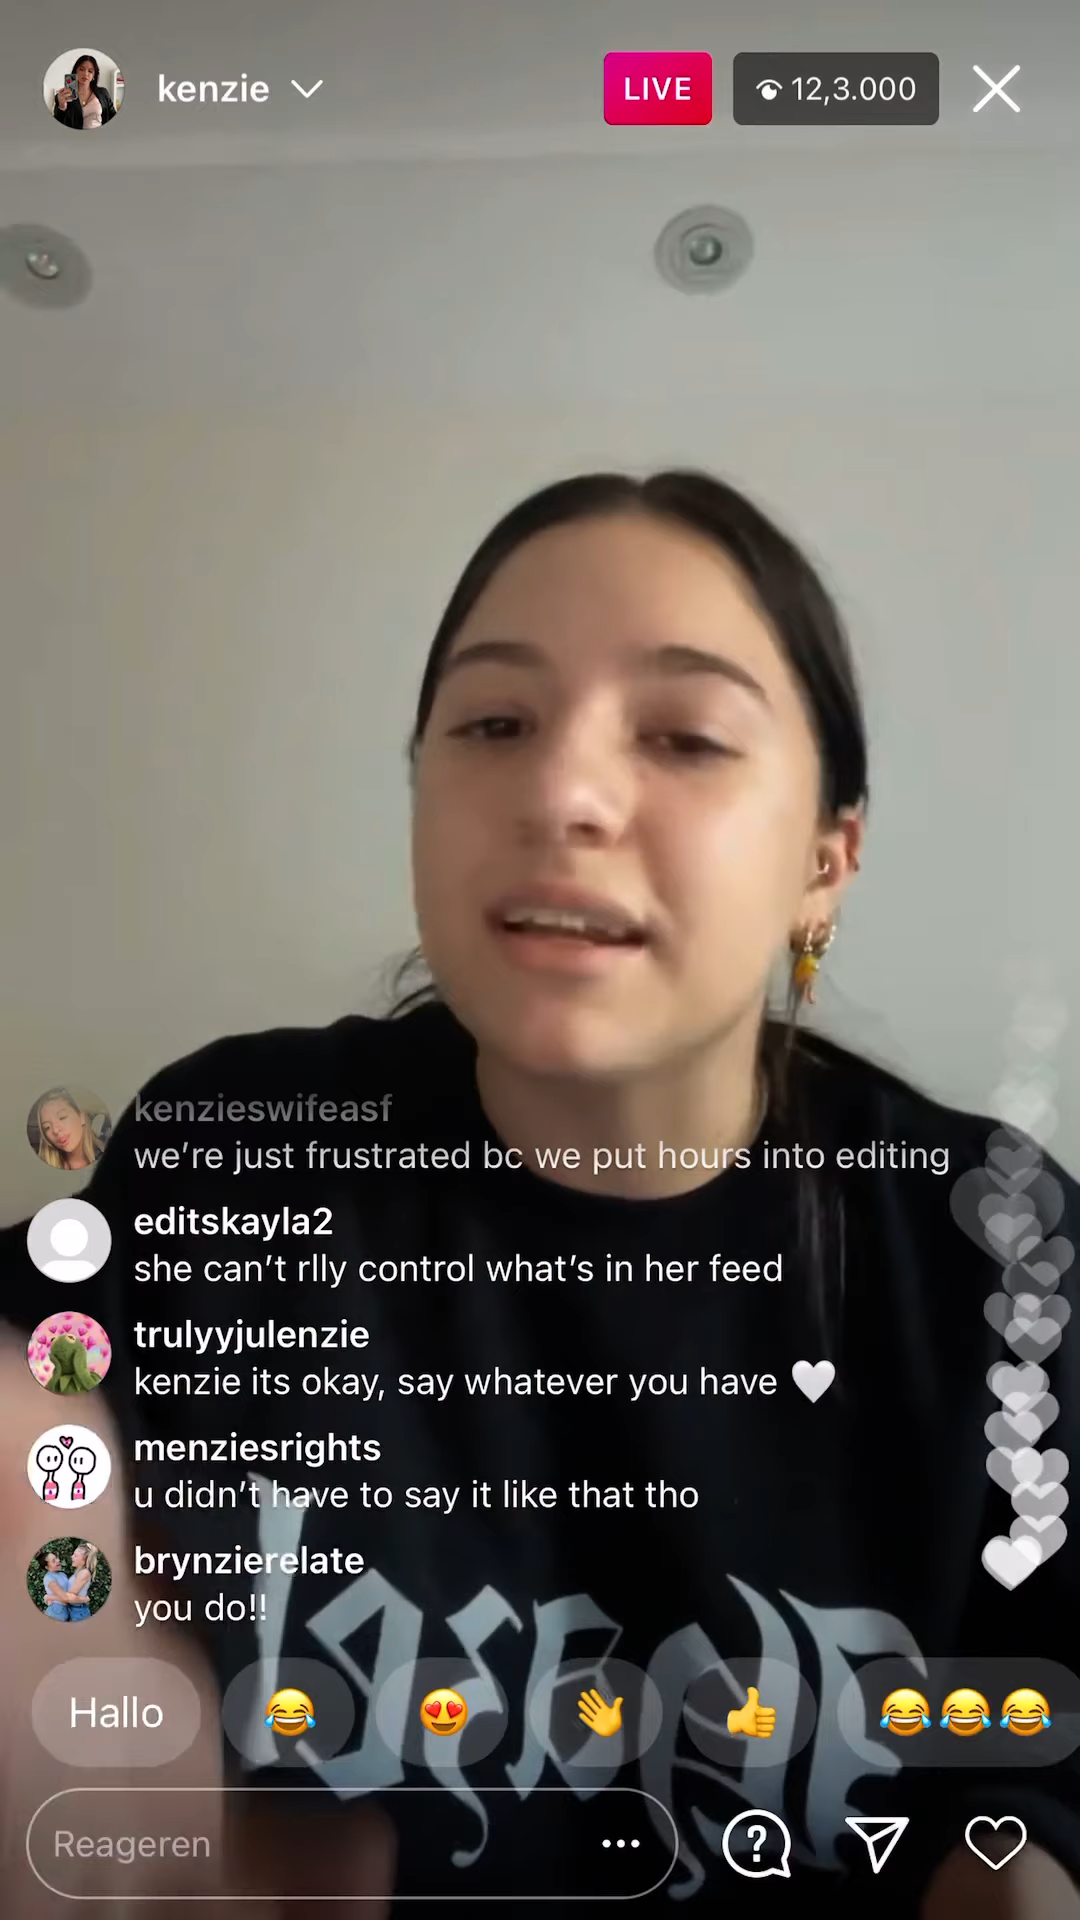 kenzie
LIVE
12,3.000
kenzieswifeasf
we’re just frustrated bc we put hours into editing
editskayla2
she can’t rlly control what’s in her feed
trulyyjulenzie
kenzie its okay, say whatever you have 🤍
menziesrights
u didn’t have to say it like that tho
brynzierelate
you do!!
Hallo 😂 😍 👋 👍 😂😂😂
Reageren